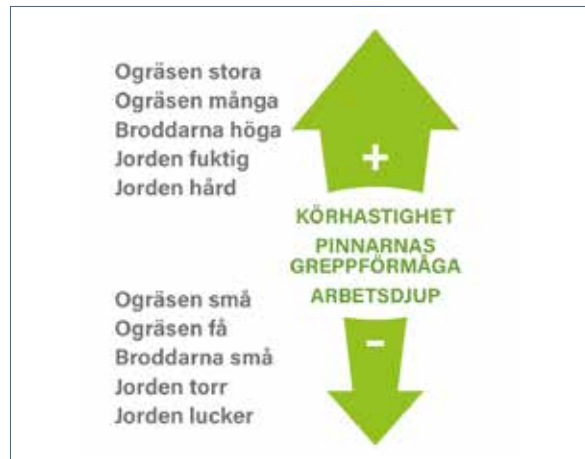 Ogräsen stora
Ogräsen många
Broddarna höga
Jorden fuktig
Jorden hård
+
KÖRHASTIGHET
PINNARNAS
GREPPFÖRMÅGA
ARBETSDJUP
Ogräsen små
Ogräsen få
Broddarna små
Jorden torr
Jorden lucker
-